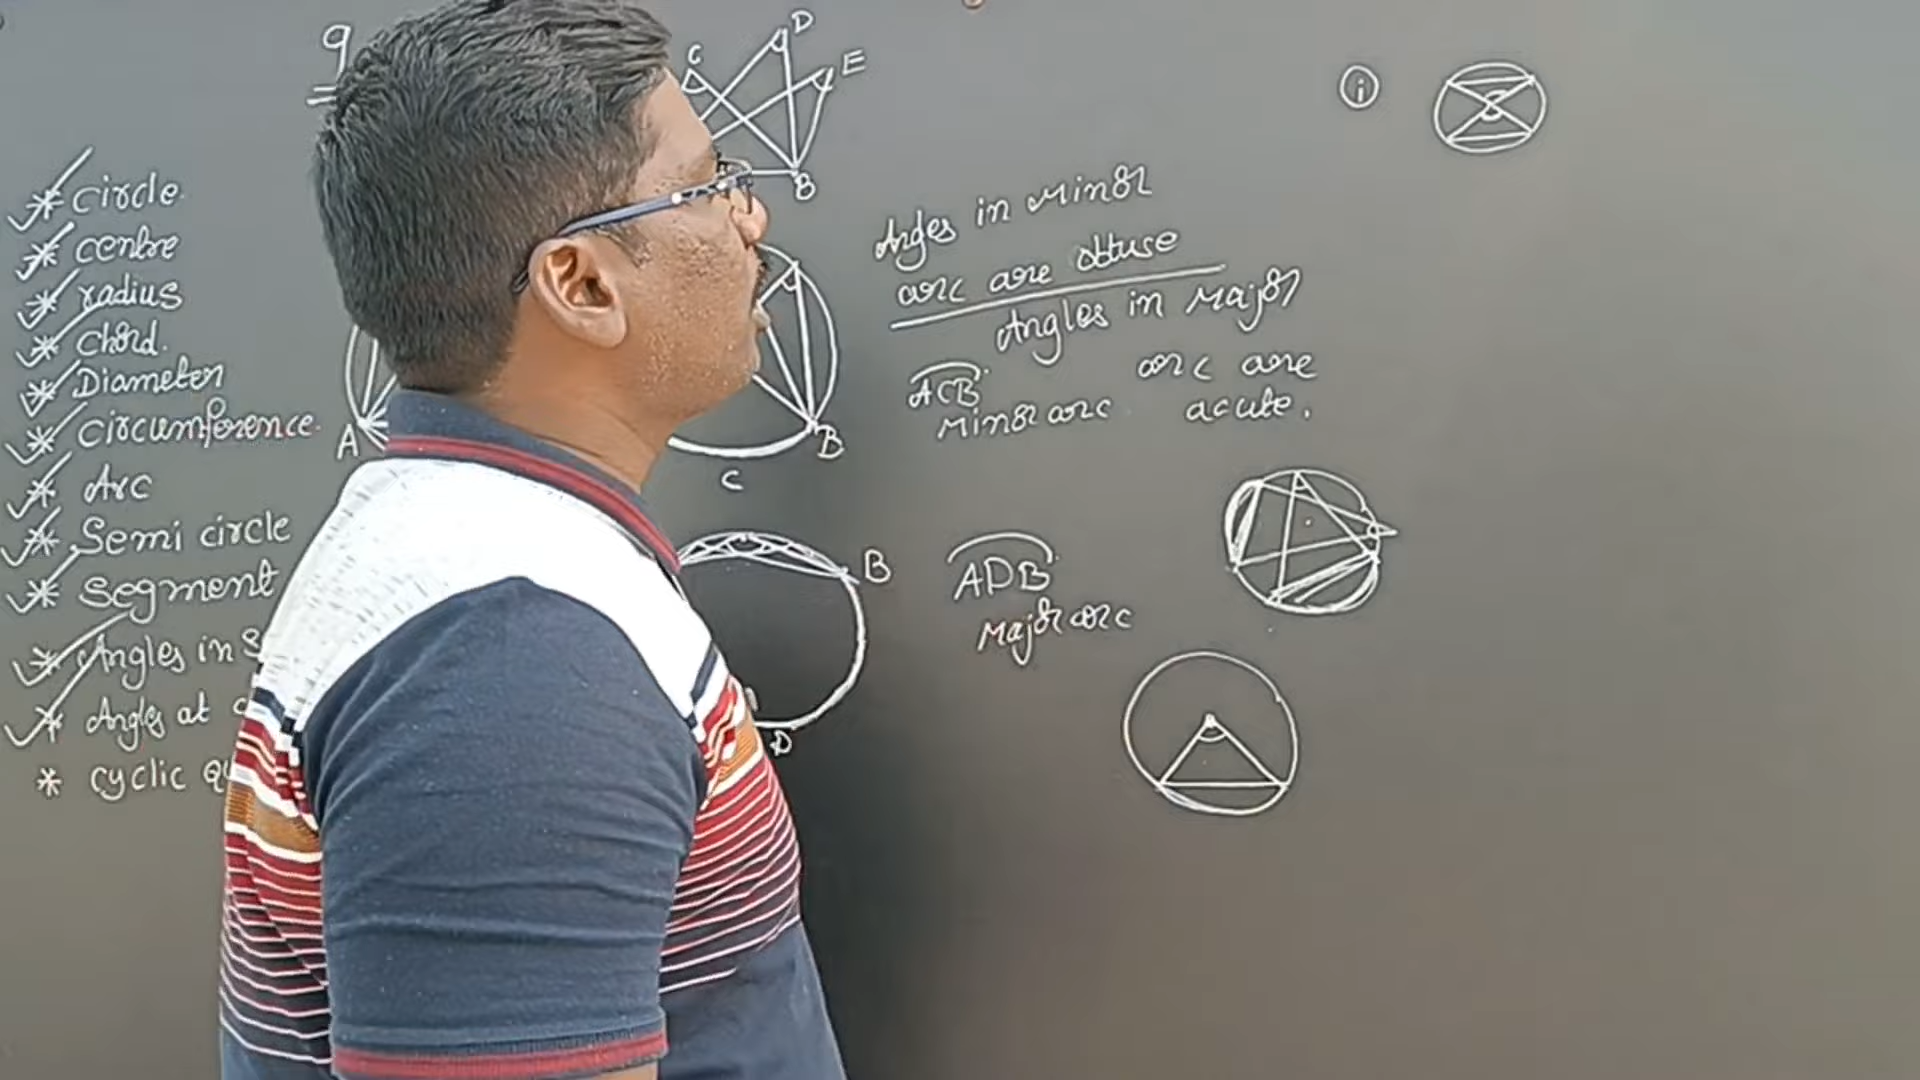 9
* Circle.
* Centre
* radius
* Chord.
* Diameter
* Circumference.
* Arc
* Semi circle
* Segment
* Angles in S
* Angles at
* cyclic
C
D
E
B
A
B
C
B
D
Angles in Minor
arc are obtuse
Angles in Major
arc are
acute.
ACB
Minor arc
ADB
Major arc
i